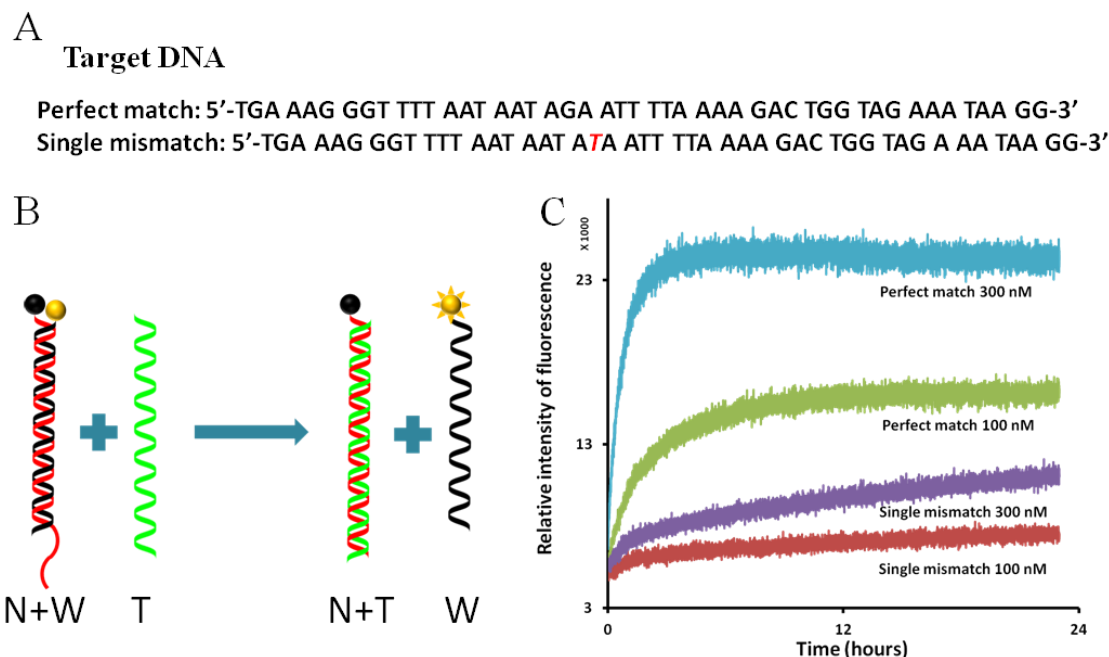 A
Target DNA
Perfect match: 5’-TGA AAG GGT TTT AAT AAT AGA ATT TTA AAA GAC TGG TAG AAA TAA GG-3’
Single mismatch: 5’-TGA AAG GGT TTT AAT AAT ATA ATT TTA AAA GAC TGG TAG A AA TAA GG-3’
B
N+W
T
N+T
W
C
Relative intensity of fluorescence
x 1000
23
13
3
Perfect match 300 nM
Perfect match 100 nM
Single mismatch 300 nM
Single mismatch 100 nM
0
12
24
Time (hours)